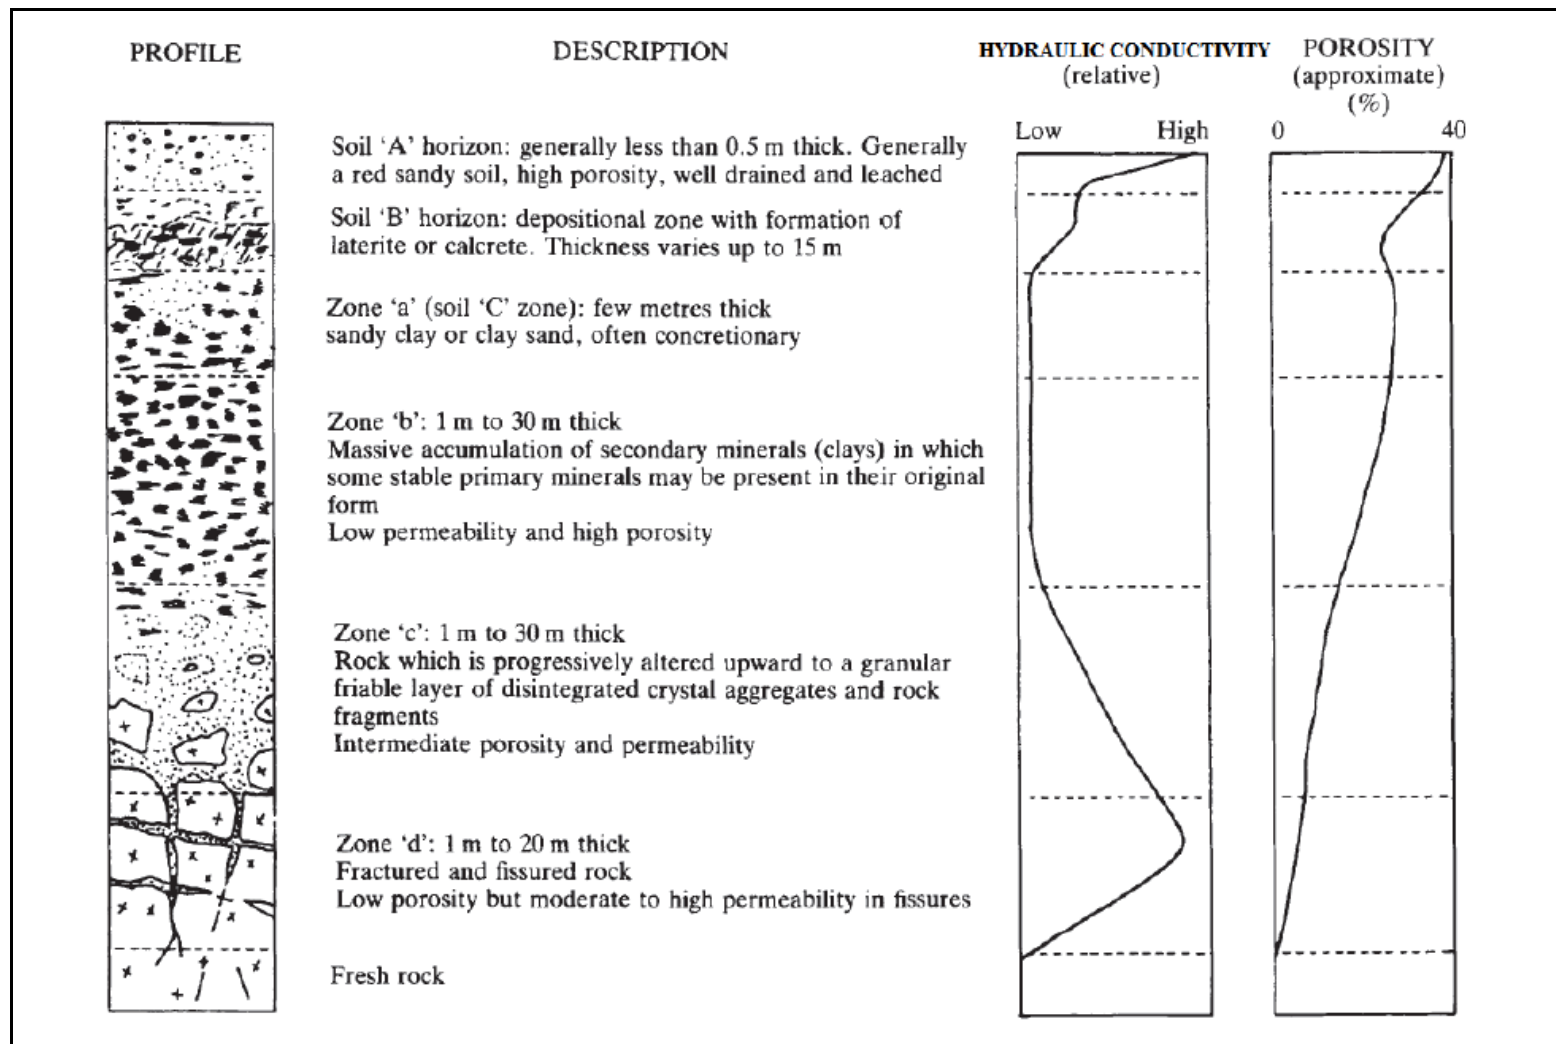 PROFILE
DESCRIPTION
HYDRAULIC CONDUCTIVITY
(relative)
POROSITY
(approximate)
(%)
Low High
0 40
Soil 'A' horizon: generally less than 0.5 m thick. Generally
a red sandy soil, high porosity, well drained and leached
Soil 'B' horizon: depositional zone with formation of
laterite or calcrete. Thickness varies up to 15 m
Zone 'a' (soil 'C' zone): few metres thick
sandy clay or clay sand, often concretionary
Zone 'b': 1 m to 30 m thick
Massive accumulation of secondary minerals (clays) in which
some stable primary minerals may be present in their original
form
Low permeability and high porosity
Zone 'c': 1 m to 30 m thick
Rock which is progressively altered upward to a granular
friable layer of disintegrated crystal aggregates and rock
fragments
Intermediate porosity and permeability
Zone 'd': 1 m to 20 m thick
Fractured and fissured rock
Low porosity but moderate to high permeability in fissures
Fresh rock